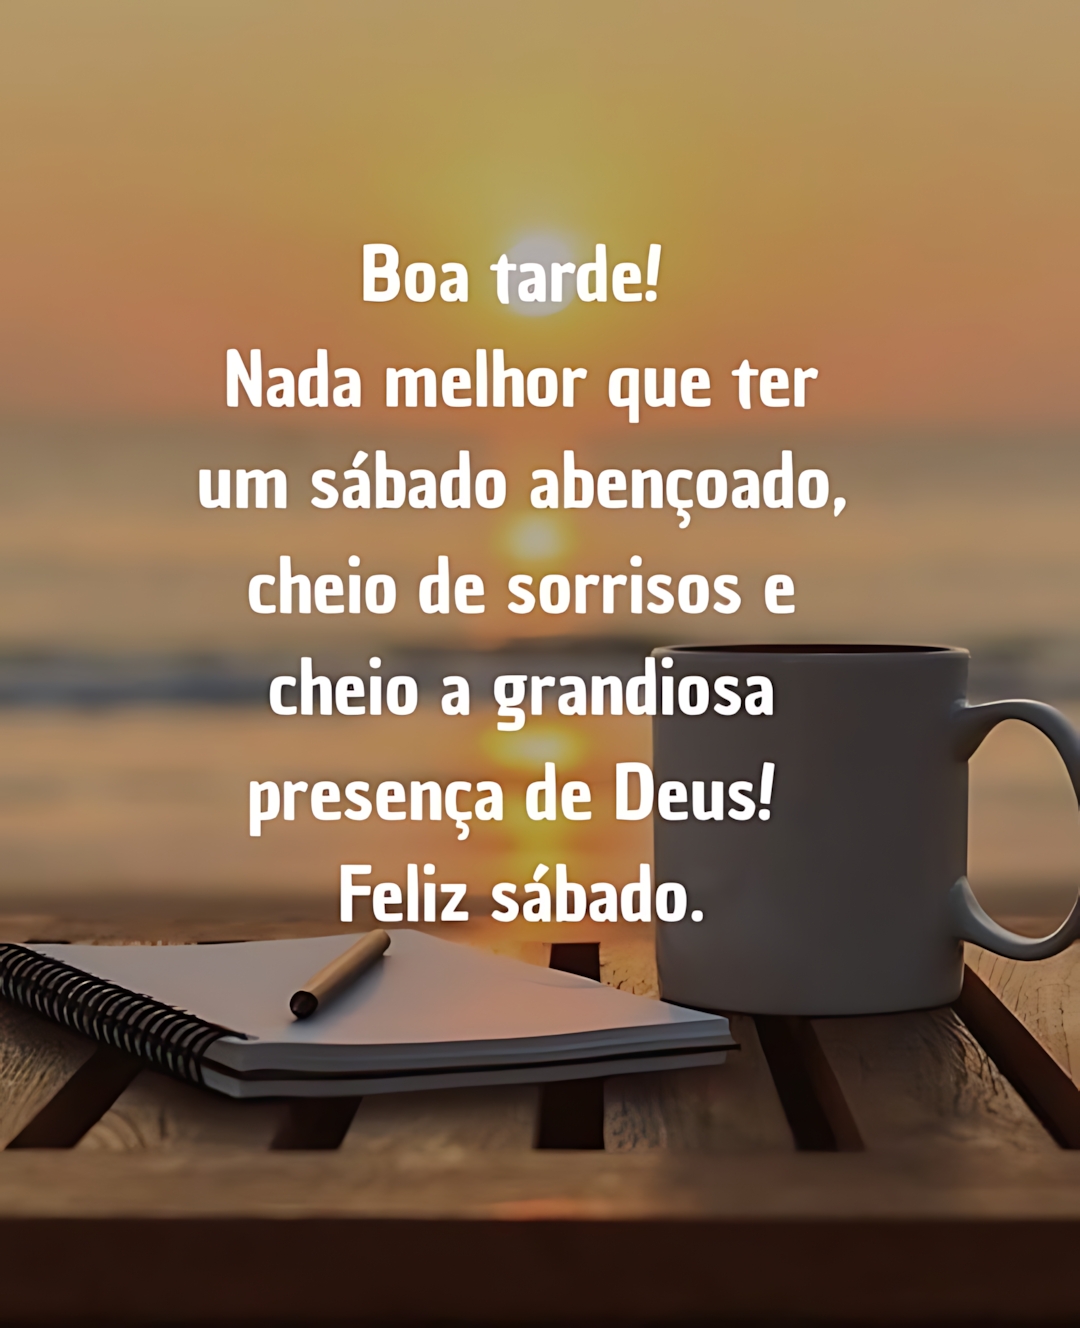 Boa tarde!
Nada melhor que ter
um sábado abençoado,
cheio de sorrisos e
cheio a grandiosa
presença de Deus!
Feliz sábado.